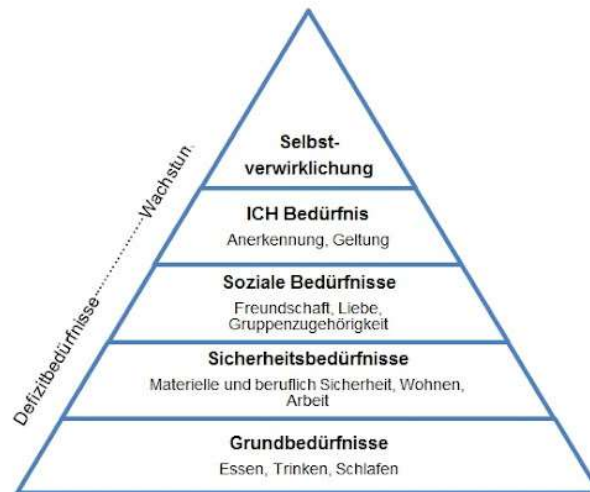 Selbst-
verwirklichung
ICH Bedürfnis
Anerkennung, Geltung
Soziale Bedürfnisse
Freundschaft, Liebe,
Gruppenzugehörigkeit
Sicherheitsbedürfnisse
Materielle und beruflich Sicherheit, Wohnen,
Arbeit
Grundbedürfnisse
Essen, Trinken, Schlafen
Defizitbedürfnisse............Wachstun.